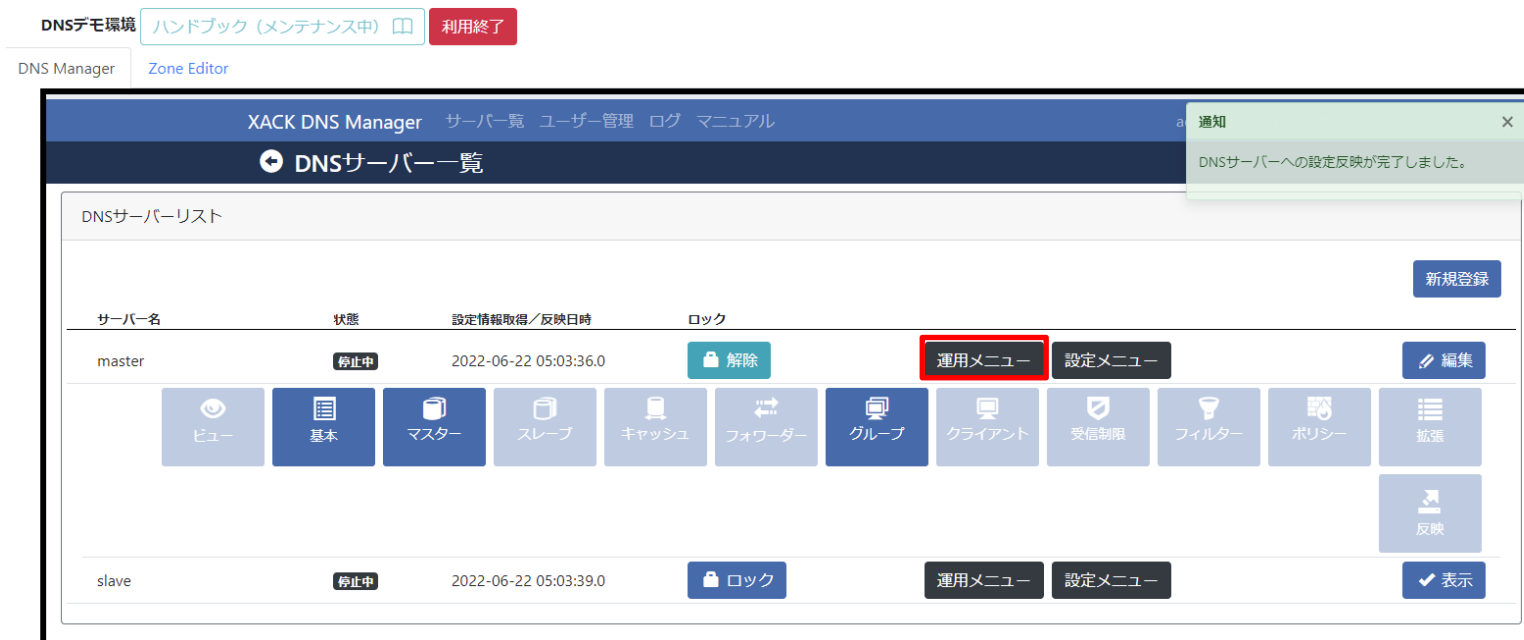 DNSデモ環境 ハンドブック（メンテナンス中） 利用終了
DNS Manager Zone Editor
XACK DNS Manager サーバ一覧 ユーザー管理 ログ マニュアル
通知
DNSサーバー一覧
DNSサーバーへの設定反映が完了しました。
DNSサーバーリスト
新規登録
サーバー名 状態 設定情報取得／反映日時 ロック
master 停止中 2022-06-22 05:03:36.0 解除 運用メニュー 設定メニュー 編集
ビュー 基本 マスター スレーブ キャッシュ フォワーダー グループ クライアント 受信制限 フィルター ポリシー 拡張
反映
slave 停止中 2022-06-22 05:03:39.0 ロック 運用メニュー 設定メニュー 表示